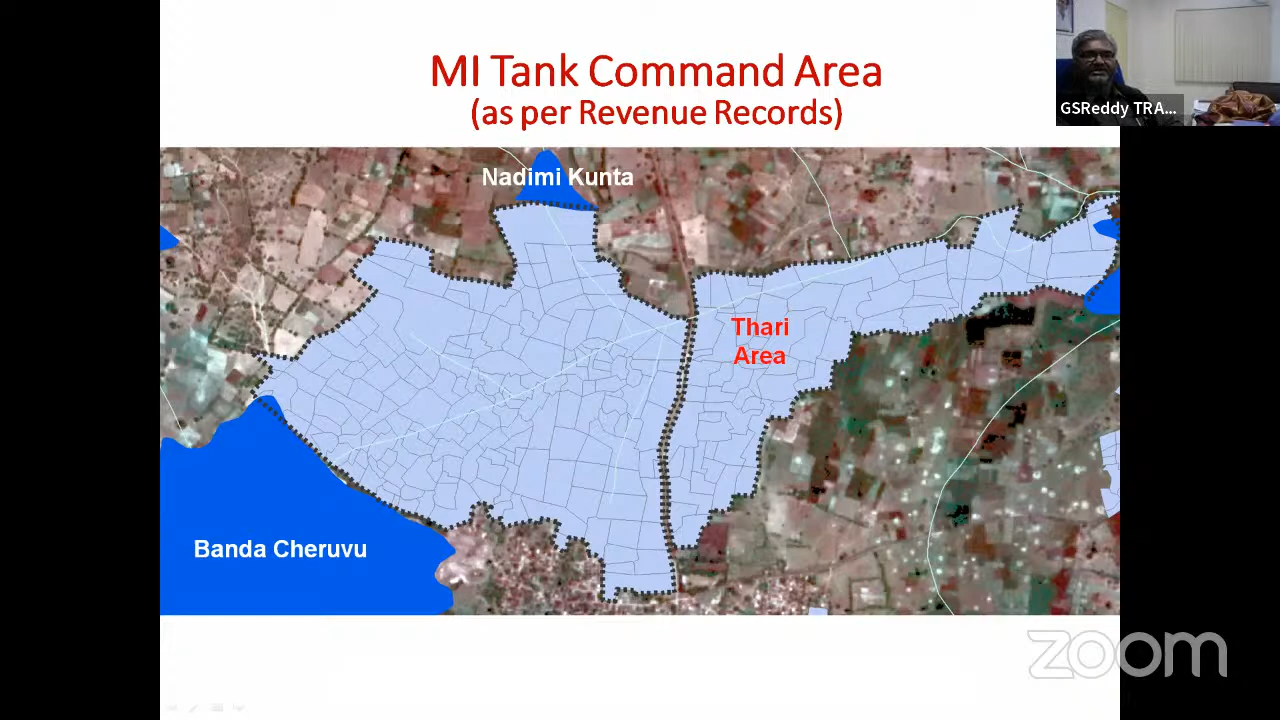 MI Tank Command Area
(as per Revenue Records)
GSReddy TRA...
Nadimi Kunta
Thari
Area
Banda Cheruvu
zoom